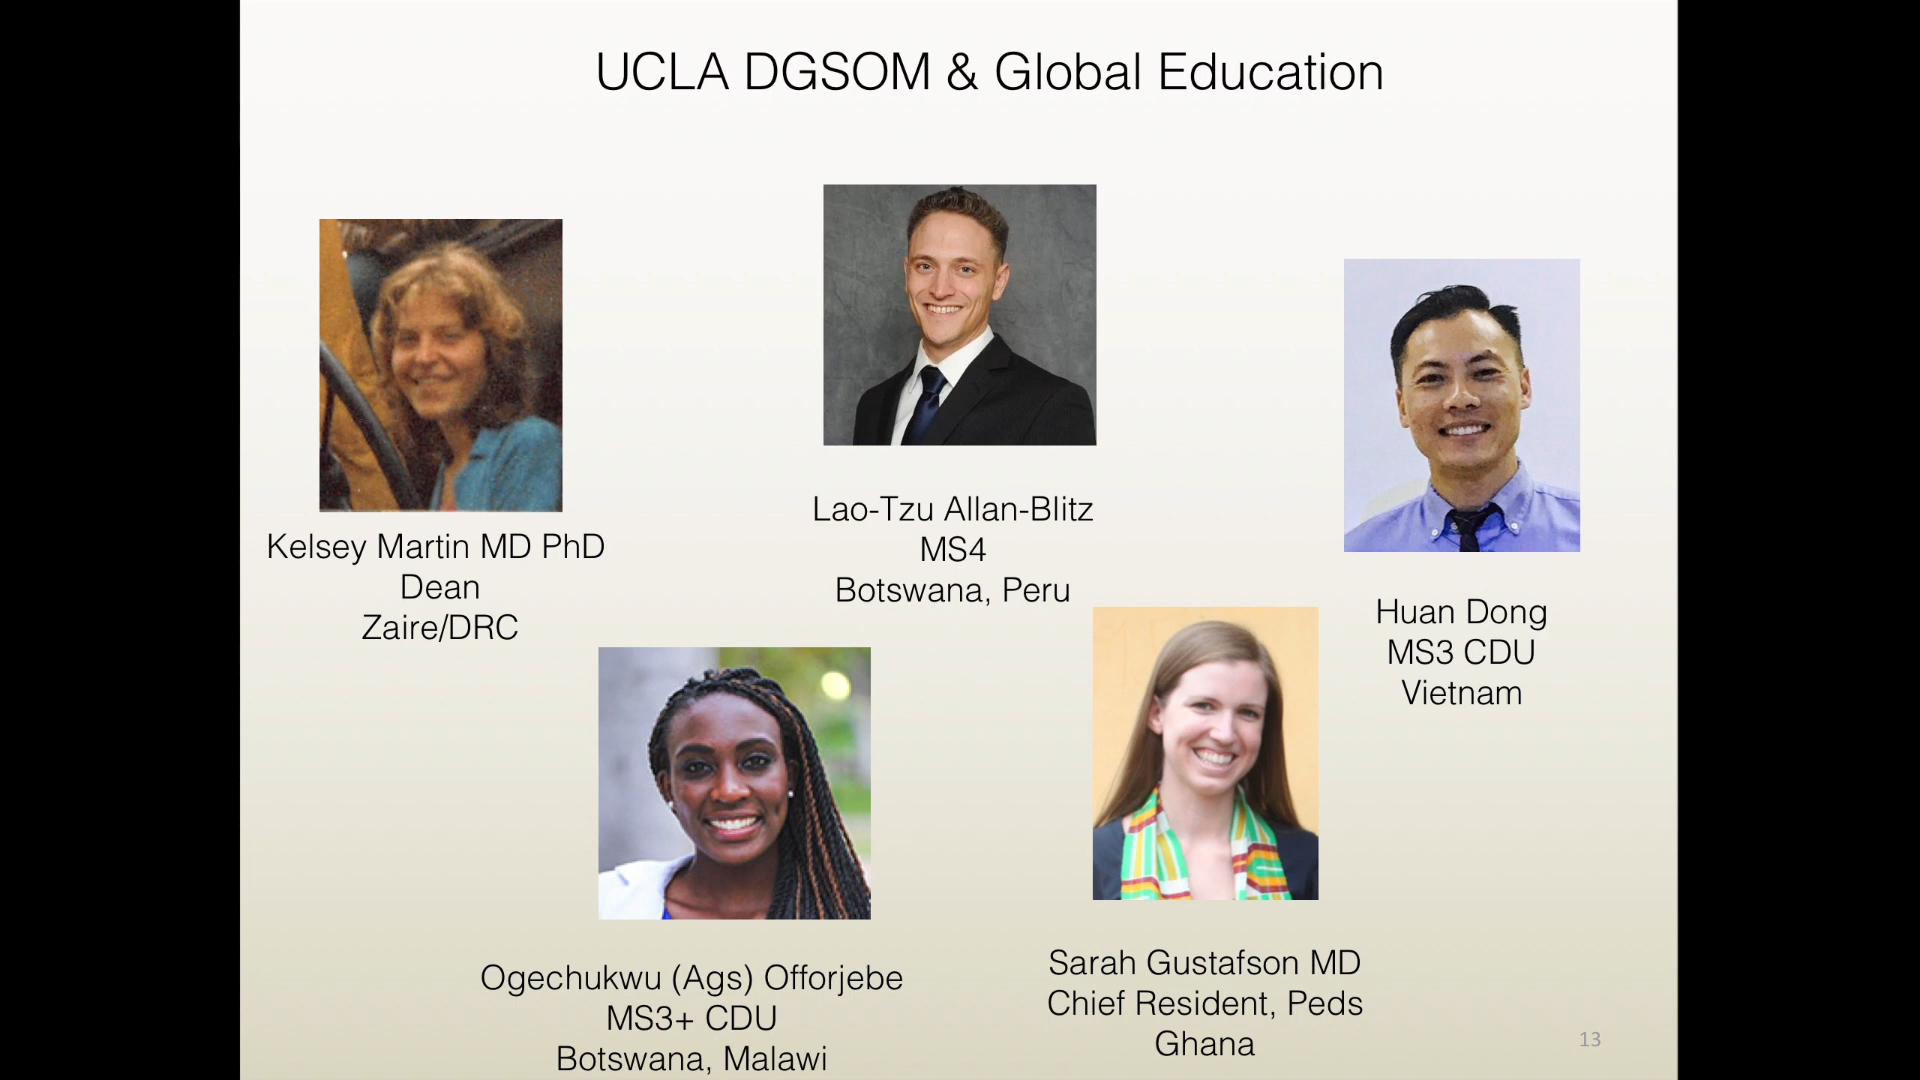 UCLA DGSOM & Global Education
Kelsey Martin MD PhD
Dean
Zaire/DRC
Lao-Tzu Allan-Blitz
MS4
Botswana, Peru
Huan Dong
MS3 CDU
Vietnam
Ogechukwu (Ags) Offorjebe
MS3+ CDU
Botswana, Malawi
Sarah Gustafson MD
Chief Resident, Peds
Ghana
13